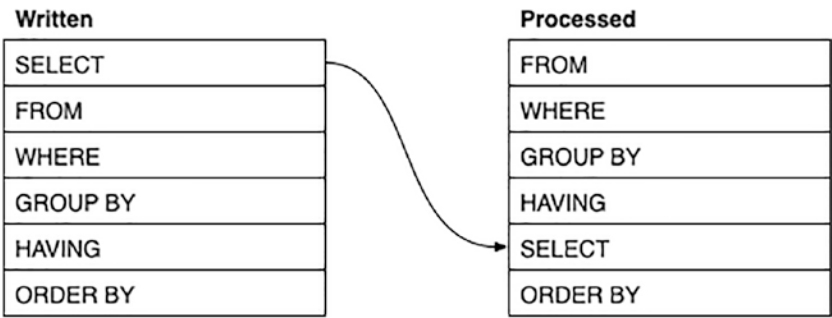 Written
SELECT
FROM
WHERE
GROUP BY
HAVING
ORDER BY
Processed
FROM
WHERE
GROUP BY
HAVING
SELECT
ORDER BY